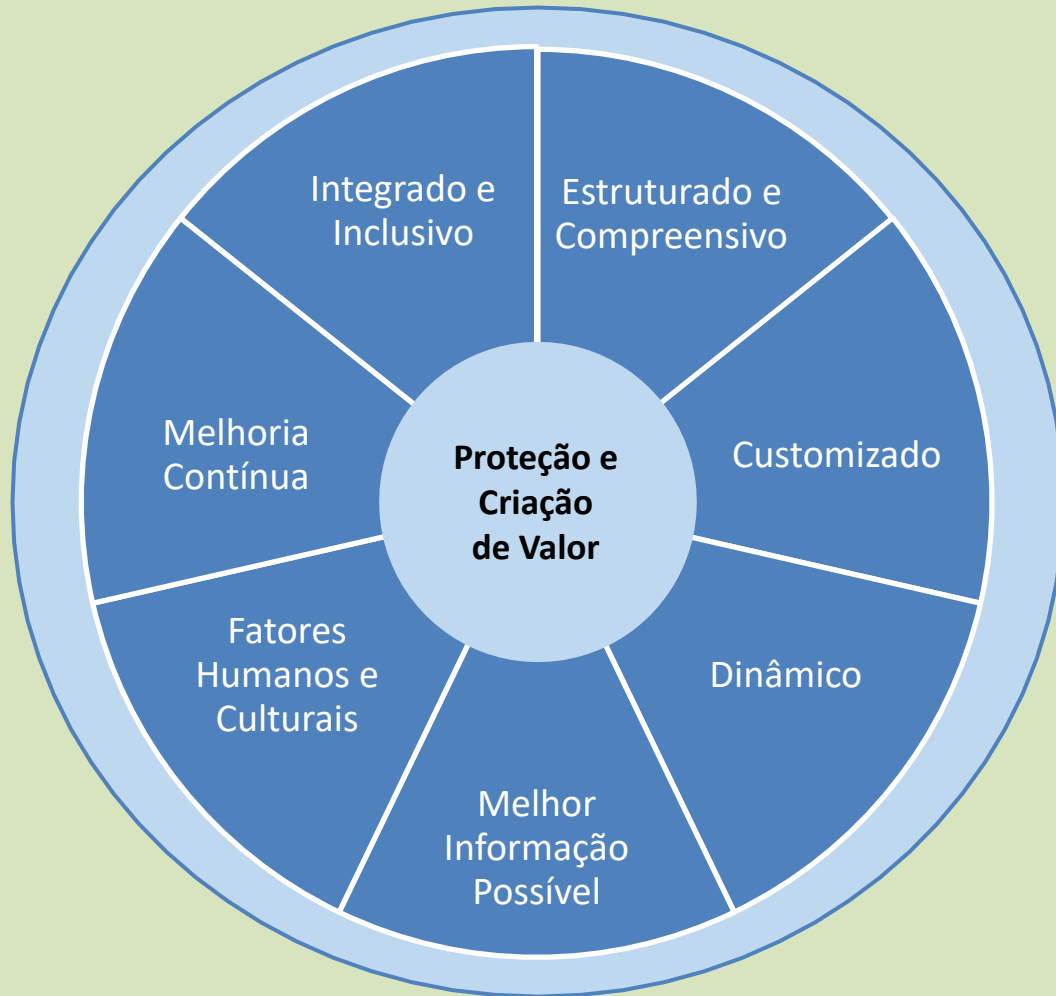 Integrado e
Inclusivo
Estruturado e
Compreensivo
Customizado
Dinâmico
Melhor
Informação
Possível
Fatores
Humanos e
Culturais
Melhoria
Contínua
Proteção e
Criação
de Valor